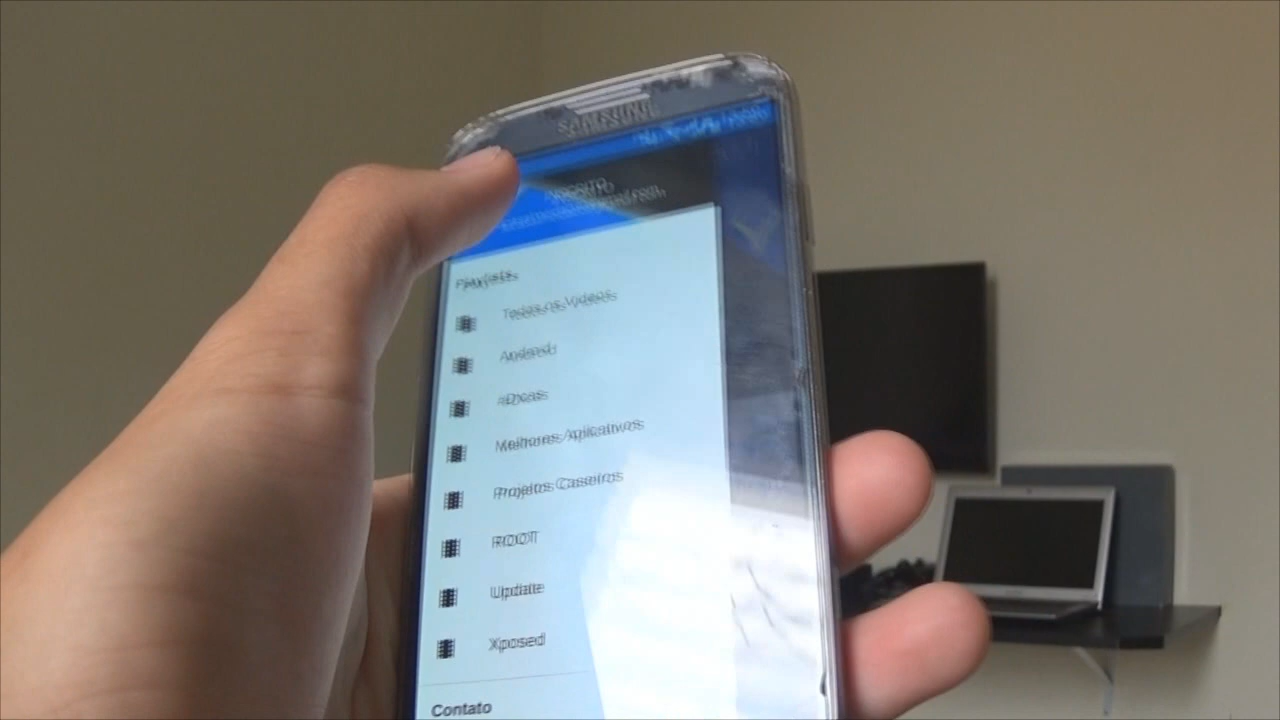 SAMSUNG
Playlists
Todos os Vídeos
Android
Dicas
Melhores Aplicativos
Projetos Caseiros
ROOT
Update
Xposed
Contato